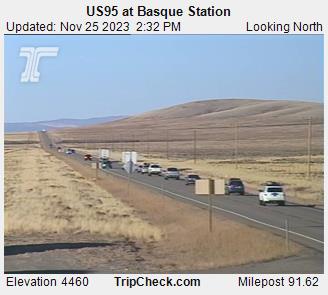 US95 at Basque Station
Updated: Nov 25 2023 2:32 PM Looking North
Elevation 4460 TripCheck.com Milepost 91.62